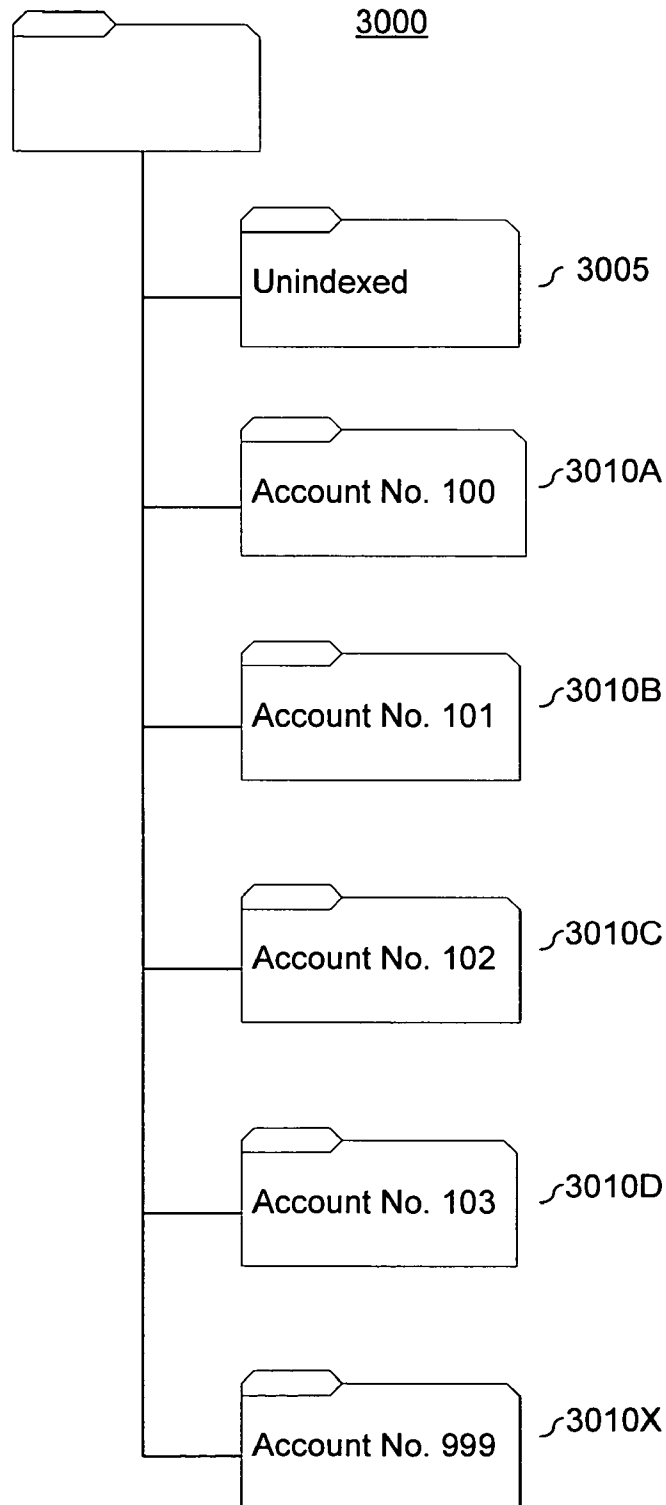 3000
Unindexed
3005
Account No. 100
3010A
Account No. 101
3010B
Account No. 102
3010C
Account No. 103
3010D
Account No. 999
3010X